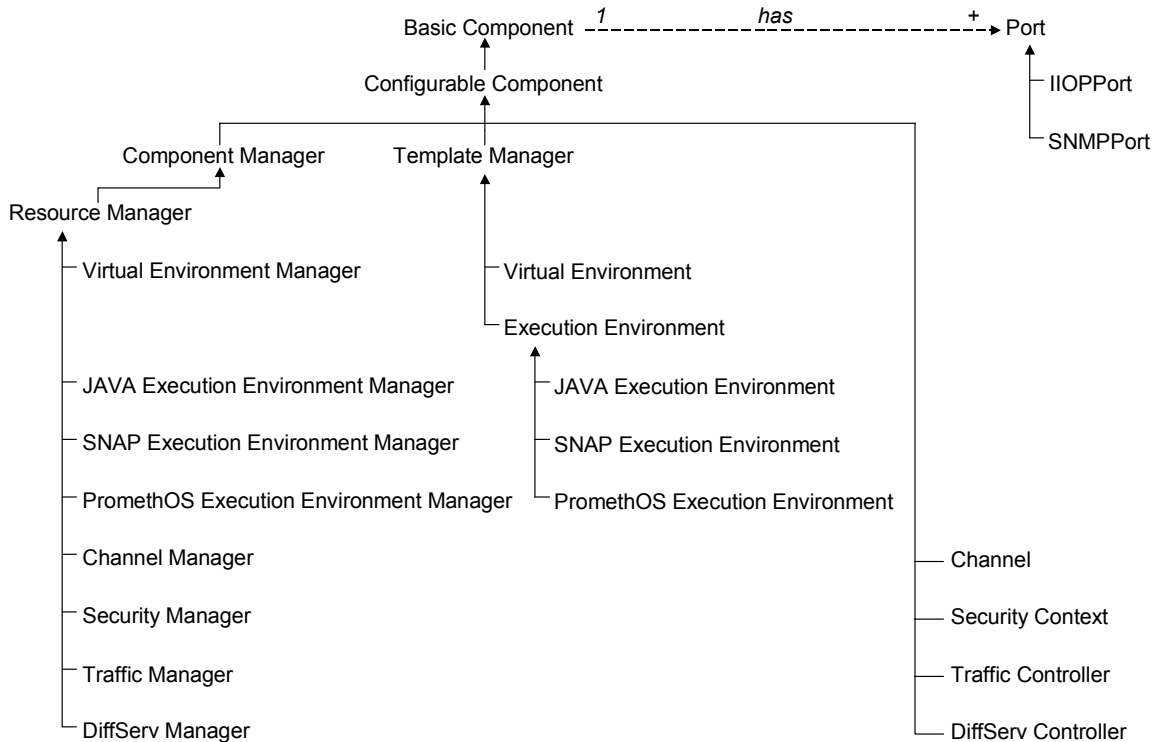 Basic Component 1 has + Port
Configurable Component
IIOPPort
SNMPPort
Component Manager
Template Manager
Resource Manager
Virtual Environment Manager
Virtual Environment
Execution Environment
JAVA Execution Environment Manager
JAVA Execution Environment
SNAP Execution Environment Manager
SNAP Execution Environment
PromethOS Execution Environment Manager
PromethOS Execution Environment
Channel Manager
Channel
Security Manager
Security Context
Traffic Manager
Traffic Controller
DiffServ Manager
DiffServ Controller